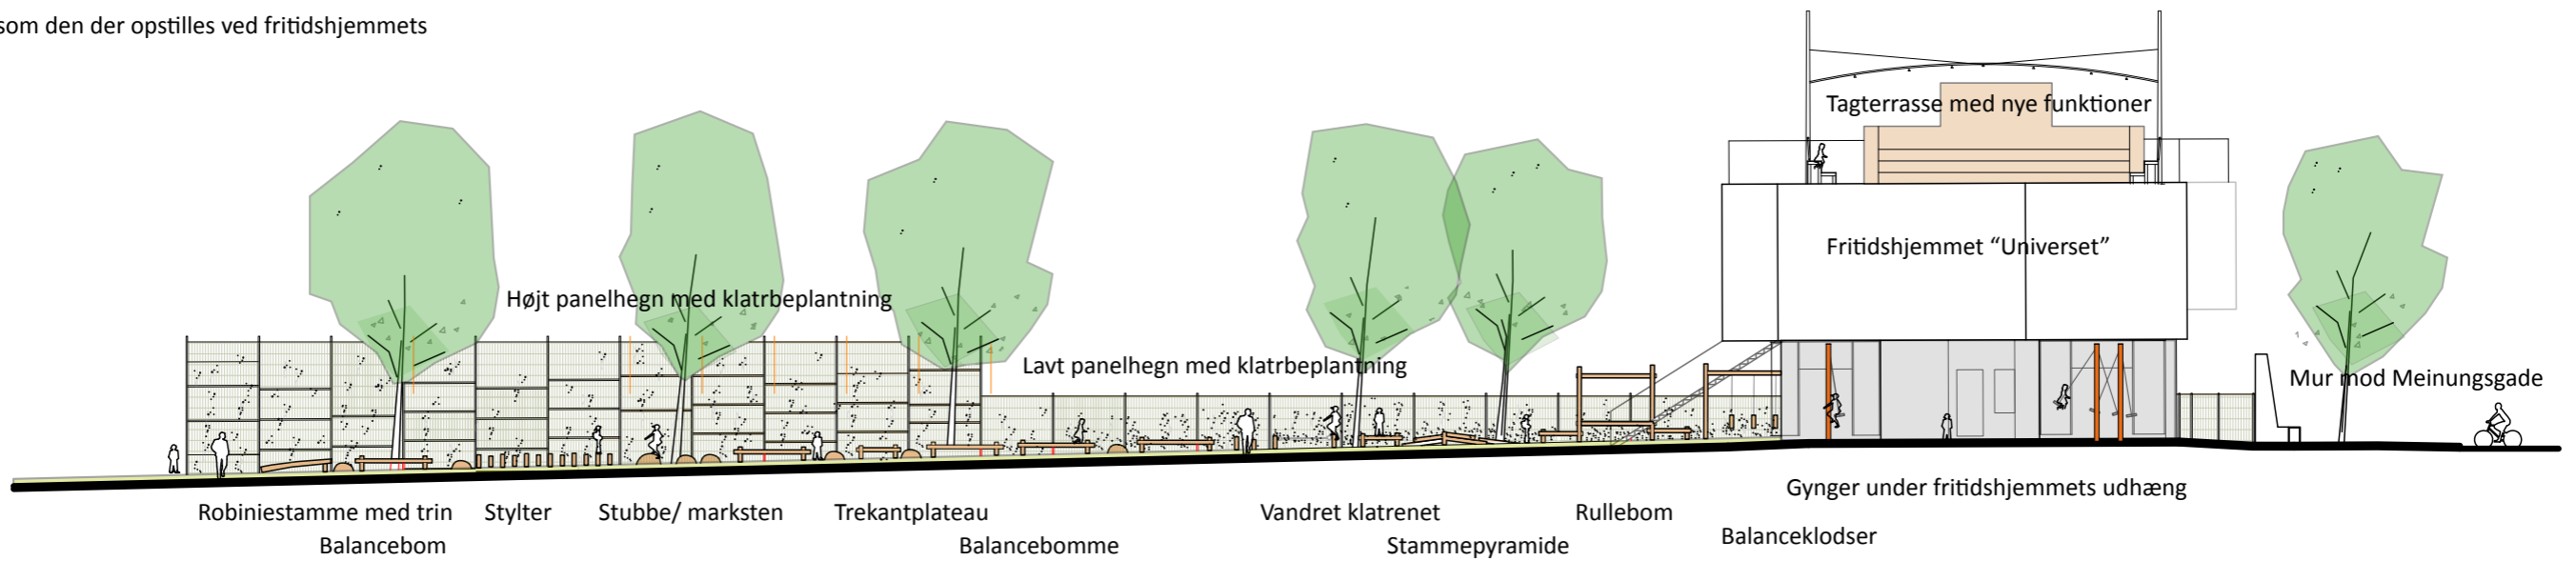 som den der opstilles ved fritidshjemmets
Tagterrasse med nye funktioner
Fritidshjemmet “Universet”
Højt panelhegn med klatrbeplantning
Lavt panelhegn med klatrbeplantning
Mur mod Meinungsgade
Gynger under fritidshjemmets udhæng
Robiniestamme med trin
Stylter
Stubbe/ marksten
Trekantplateau
Vandret klatrenet
Rullebom
Balanceklodser
Balancebom
Balancebomme
Stammepyramide